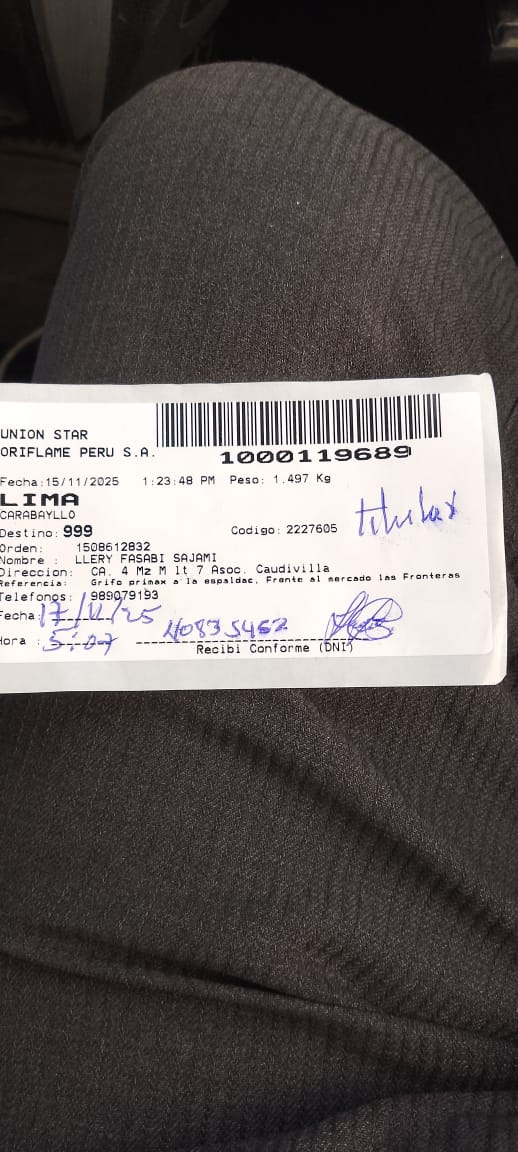 UNION STAR
ORIFLAME PERU S.A.
1000119689
Fecha:15/11/2025 1:23:48 PM Peso: 1.497 Kg
LIMA
CARABAYLLO
titular
Destino: 999 Codigo: 2227605
Orden: 1508612832
Nombre : LLERY FASABI SAJAMI
Direccion: CA. 4 Mz M lt 7 Asoc. Caudivilla
Referencia: Grifo primax a la espaldac, Frente al mercado las Fronteras
Telefonos: / 989079193
Fecha: 17/11/25
Hora : 5:07 40835462
Recibi Conforme (DNI)